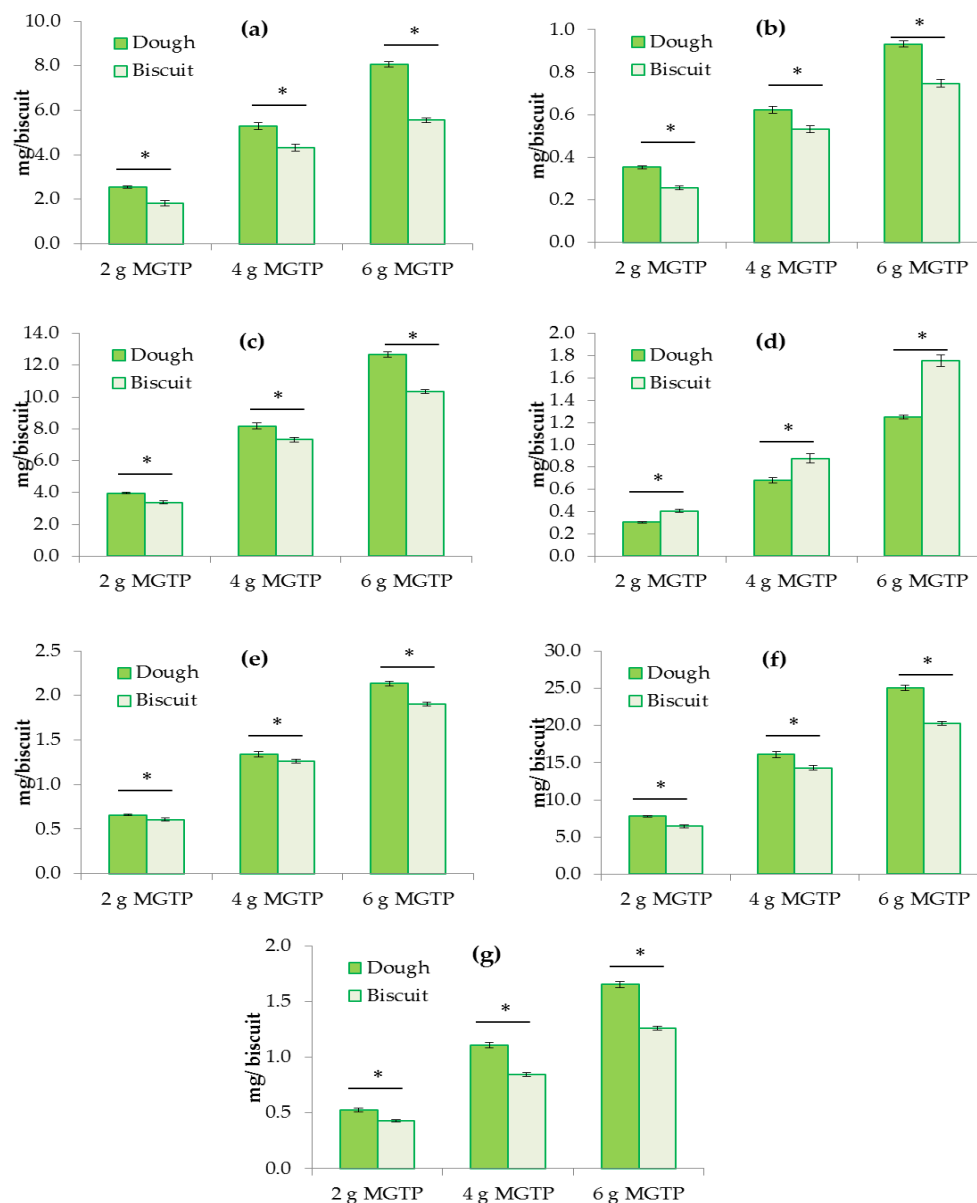 (a)
10.0
8.0
6.0
4.0
2.0
0.0
mg/biscuit
Dough
Biscuit
*
*
*
2 g MGTP 4 g MGTP 6 g MGTP
(b)
1.0
0.8
0.6
0.4
0.2
0.0
mg/biscuit
Dough
Biscuit
*
*
*
2 g MGTP 4 g MGTP 6 g MGTP
(c)
14.0
12.0
10.0
8.0
6.0
4.0
2.0
0.0
mg/biscuit
Dough
Biscuit
*
*
*
2 g MGTP 4 g MGTP 6 g MGTP
(d)
2.0
1.8
1.6
1.4
1.2
1.0
0.8
0.6
0.4
0.2
0.0
mg/biscuit
Dough
Biscuit
*
*
*
2 g MGTP 4 g MGTP 6 g MGTP
(e)
2.5
2.0
1.5
1.0
0.5
0.0
mg/biscuit
Dough
Biscuit
*
*
*
2 g MGTP 4 g MGTP 6 g MGTP
(f)
30.0
25.0
20.0
15.0
10.0
5.0
0.0
mg/ biscuit
Dough
Biscuit
*
*
*
2 g MGTP 4 g MGTP 6 g MGTP
(g)
2.0
1.5
1.0
0.5
0.0
mg/ biscuit
Dough
Biscuit
*
*
*
2 g MGTP 4 g MGTP 6 g MGTP